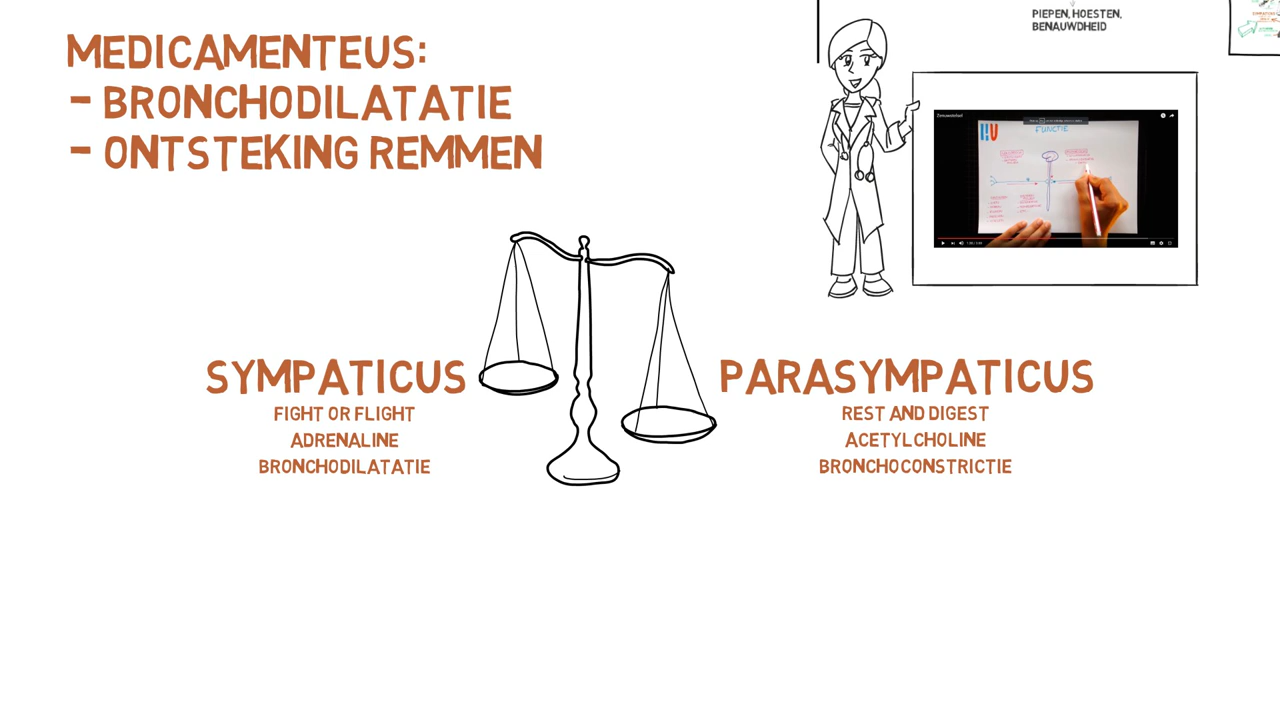 MEDICAMENTEUS:
- BRONCHODILATATIE
- ONTSTEKING REMMEN
PIEPEN, HOESTEN,
BENAUWDHEID
FUNCTIE
SYMPATICUS
FIGHT OR FLIGHT
ADRENALINE
BRONCHODILATATIE
PARASYMPATICUS
REST AND DIGEST
ACETYLCHOLINE
BRONCHOCONSTRICTIE